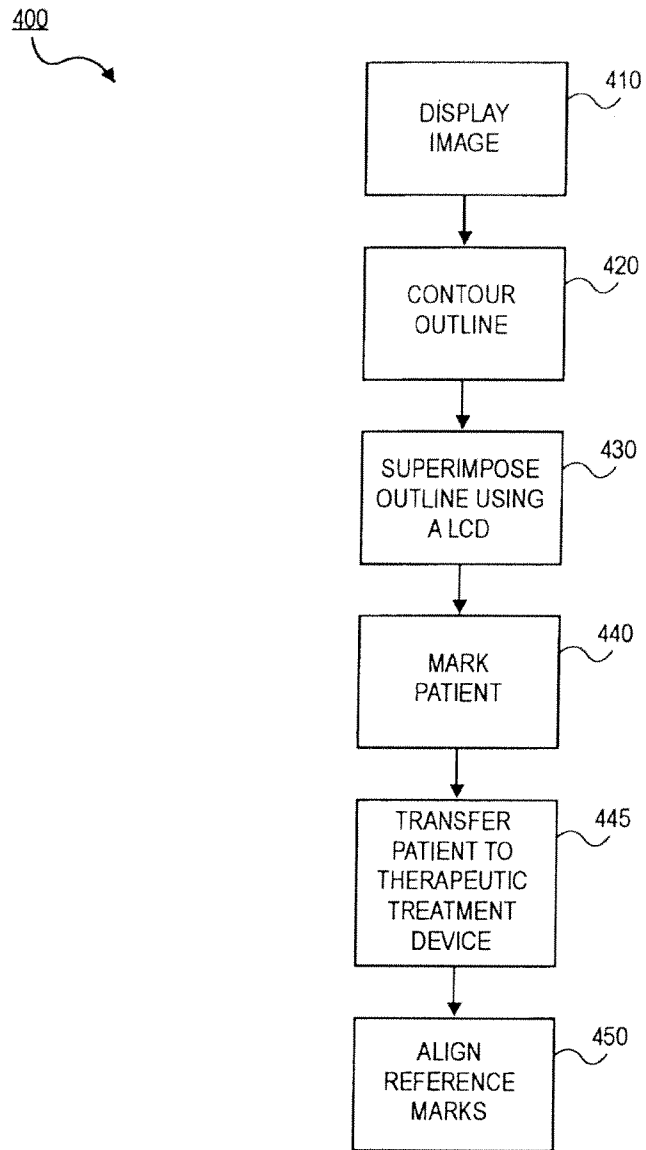 400
410
DISPLAY
IMAGE
420
CONTOUR
OUTLINE
430
SUPERIMPOSE
OUTLINE USING
A LCD
440
MARK
PATIENT
445
TRANSFER
PATIENT TO
THERAPEUTIC
TREATMENT
DEVICE
450
ALIGN
REFERENCE
MARKS